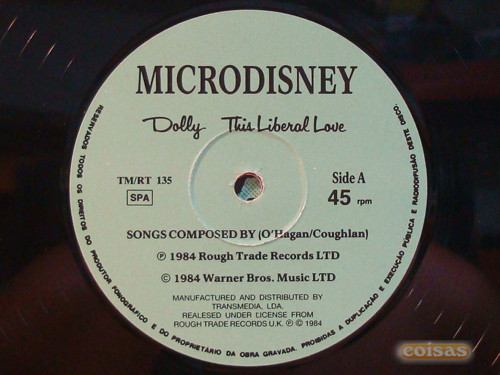 MICRODISNEY
Dolly This Liberal Love
TM/RT 135
SPA
Side A
45 rpm
SONGS COMPOSED BY (O'Hagan/Coughlan)
℗ 1984 Rough Trade Records LTD
© 1984 Warner Bros. Music LTD
MANUFACTURED AND DISTRIBUTED BY
TRANSMEDIA, LDA.
REALESED UNDER LICENSE FROM
ROUGH TRADE RECORDS U.K. ℗ © 1984
RESERVADOS TODOS OS DIREITOS DO PRODUTOR FONOGRÁFICO E DO PROPRIETÁRIO DA OBRA GRAVADA. PROIBIDAS A DUPLICAÇÃO E EXECUÇÃO PÚBLICA E RADIODIFUSÃO DESTE DISCO.
coisas